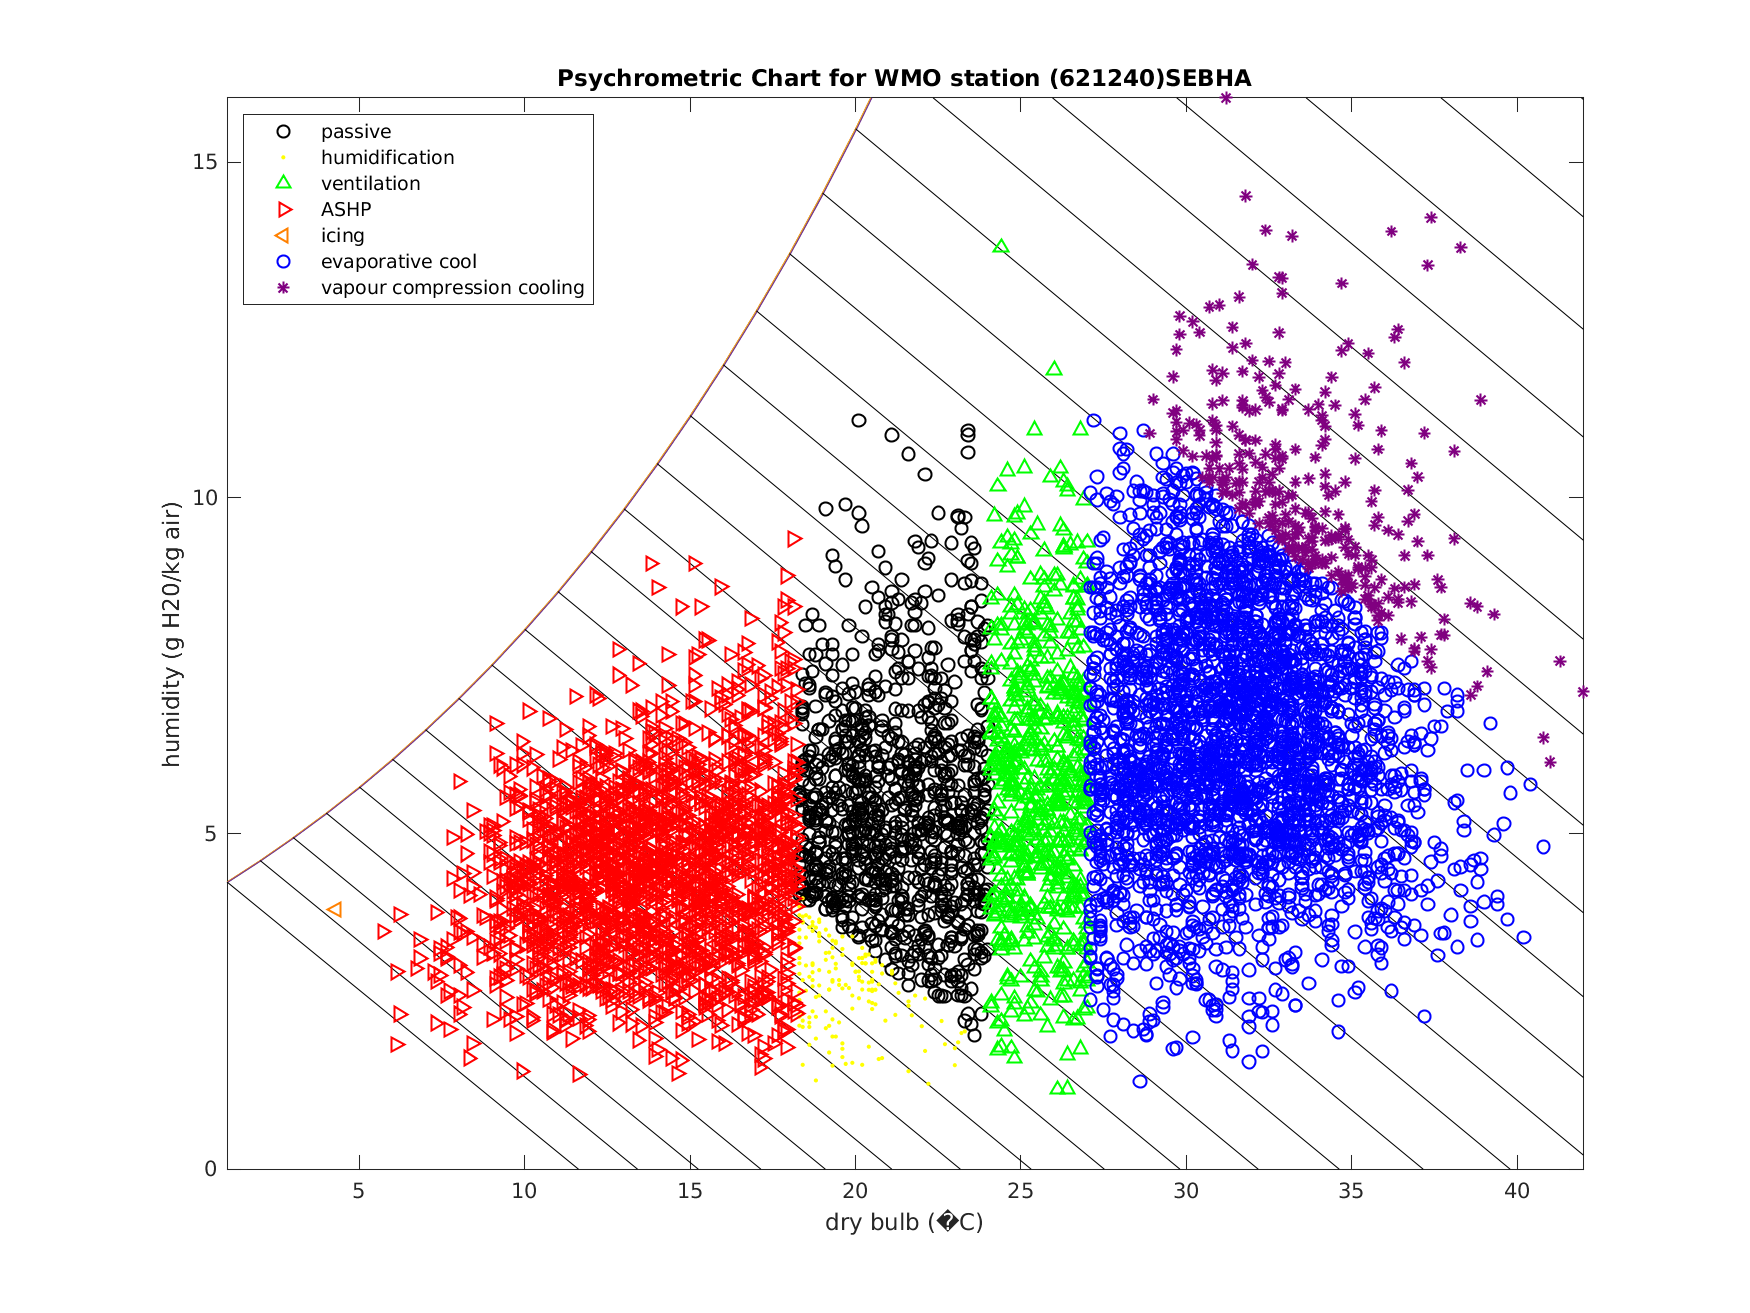 Psychrometric Chart for WMO station (621240)SEBHA
passive
humidification
ventilation
ASHP
icing
evaporative cool
vapour compression cooling
humidity (g H20/kg air)
15
10
5
0
5 10 15 20 25 30 35 40
dry bulb (�C)